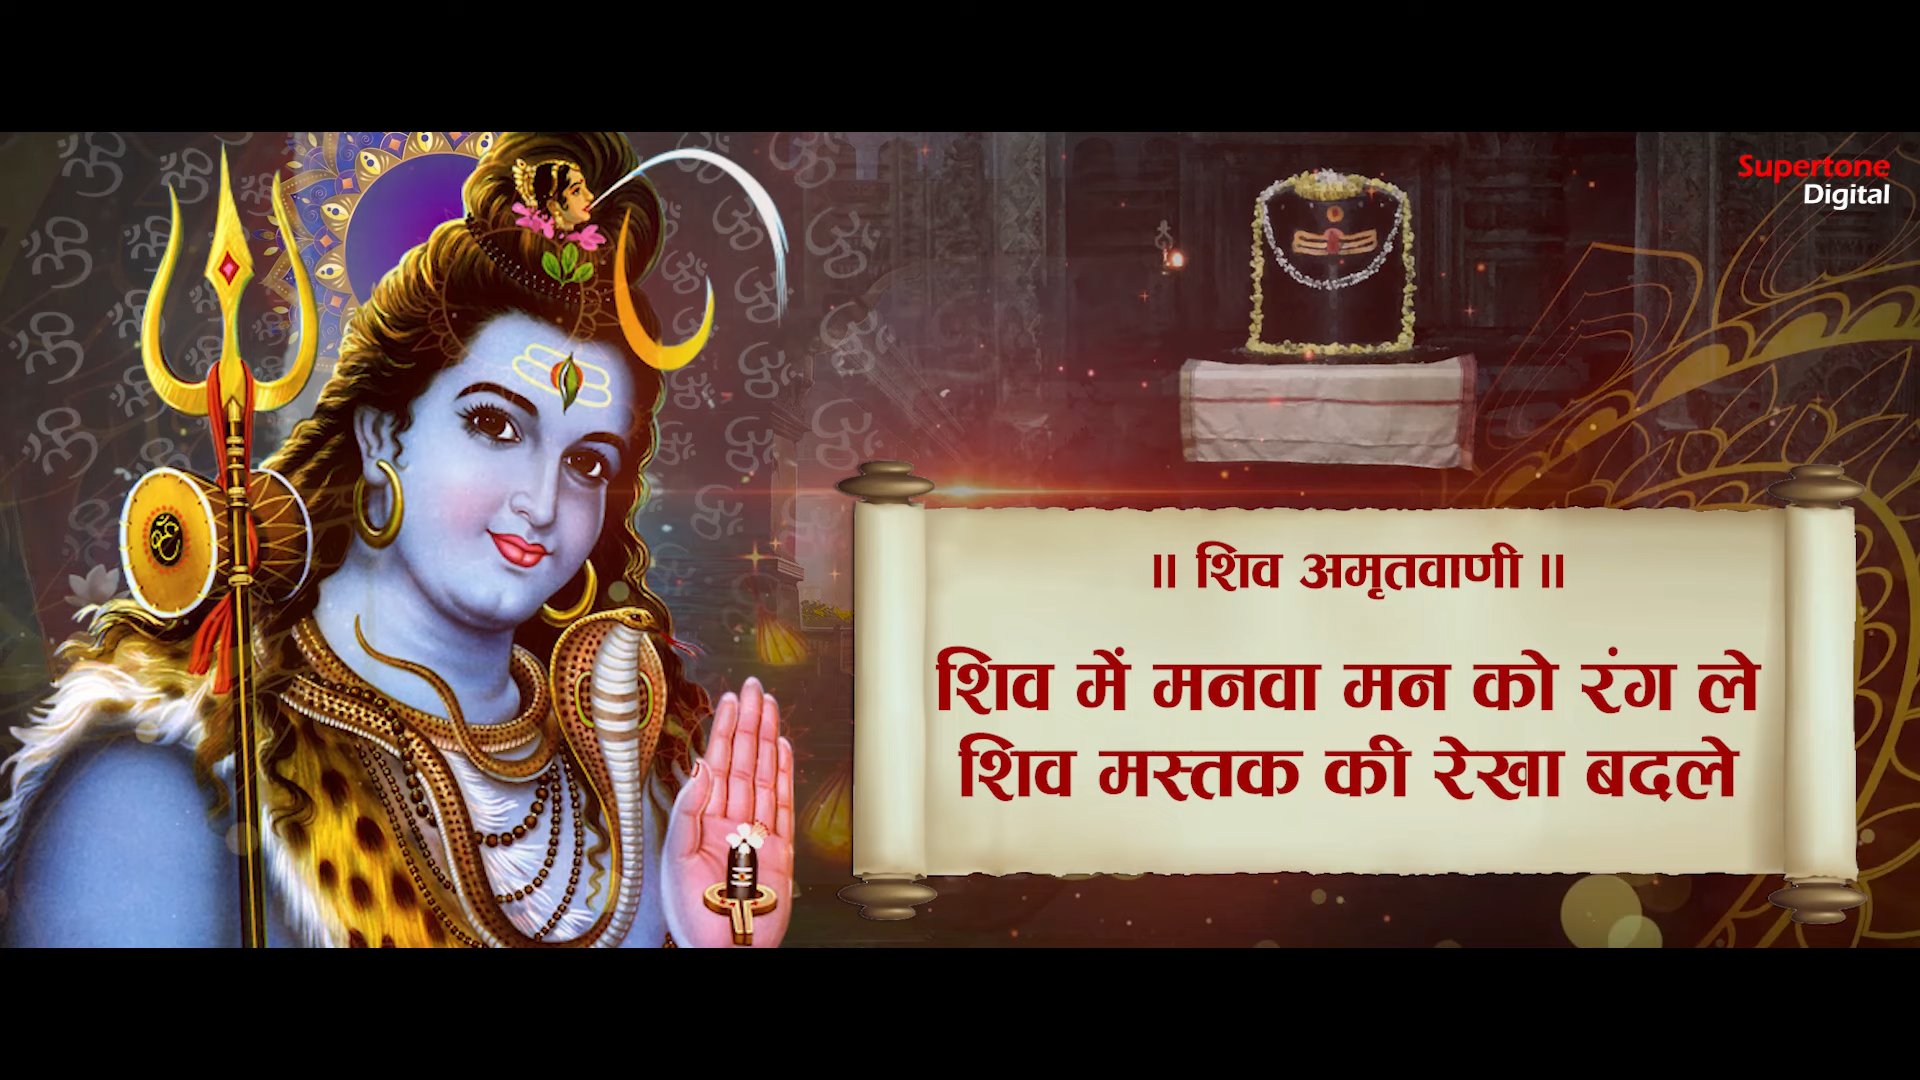 Supertone
Digital
॥ शिव अमृतवाणी ॥
शिव में मनवा मन को रंग ले
शिव मस्तक की रेखा बदले
ॐ